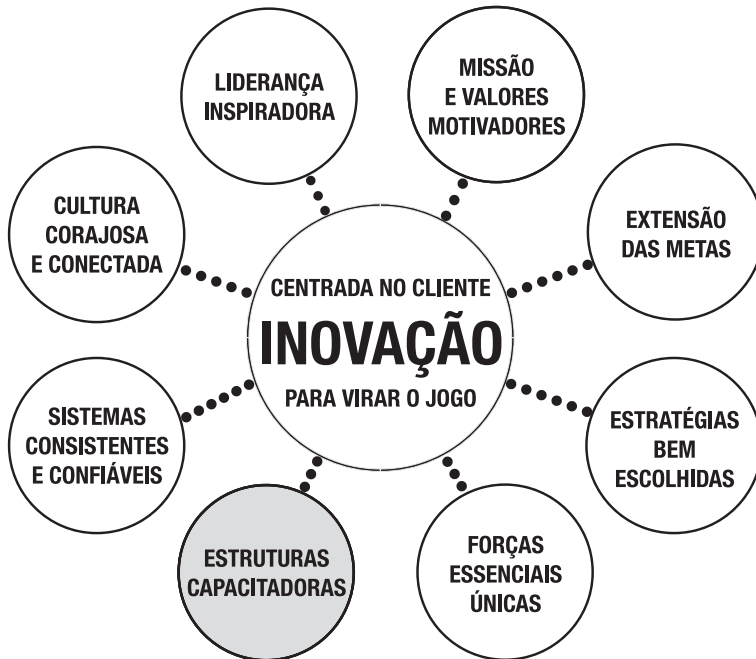 LIDERANÇA
INSPIRADORA
MISSÃO
E VALORES
MOTIVADORES
CULTURA
CORAJOSA
E CONECTADA
EXTENSÃO
DAS METAS
CENTRADA NO CLIENTE
INOVAÇÃO
PARA VIRAR O JOGO
SISTEMAS
CONSISTENTES
E CONFIÁVEIS
ESTRATÉGIAS
BEM
ESCOLHIDAS
ESTRUTURAS
CAPACITADORAS
FORÇAS
ESSENCIAIS
ÚNICAS